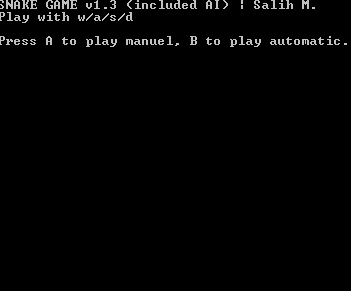 SNAKE GAME v1.3 (included AI) | Salih M.
Play with w/a/s/d
Press A to play manuel, B to play automatic.